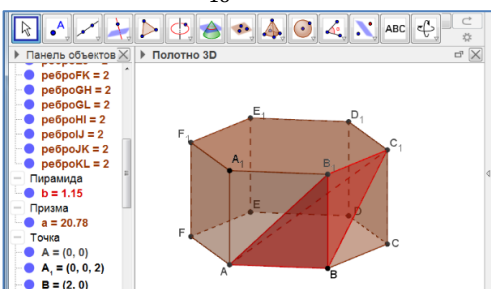 ABC
Панель объектов
Полотно 3D
реброFK = 2
реброGH = 2
реброGL = 2
реброHI = 2
реброIJ = 2
реброJK = 2
реброKL = 2
Пирамида
b = 1.15
Призма
a = 20.78
Точка
A = (0, 0)
A₁ = (0, 0, 2)
B = (2, 0)
E₁
D₁
F₁
C₁
A₁
B₁
E
D
F
C
A
B